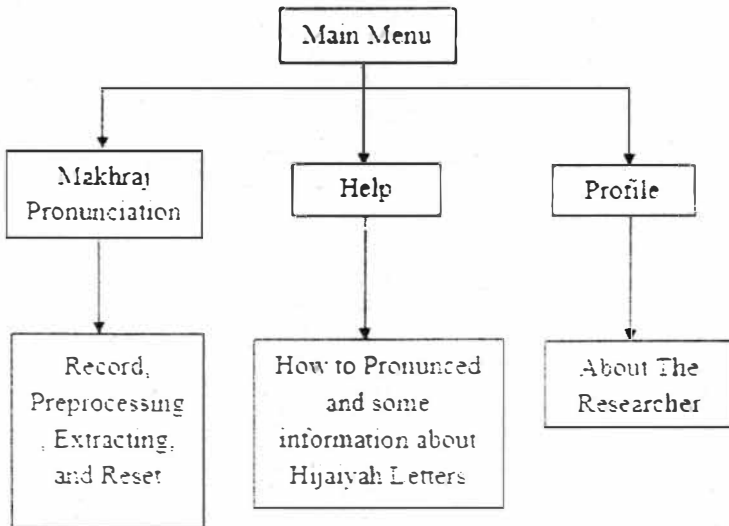 Main Menu
Makhraj
Pronunciation
Help
Profile
Record,
Preprocessing
, Extracting,
and Reset
How to Pronunced
and some
information about
Hijaiyah Letters
About The
Researcher